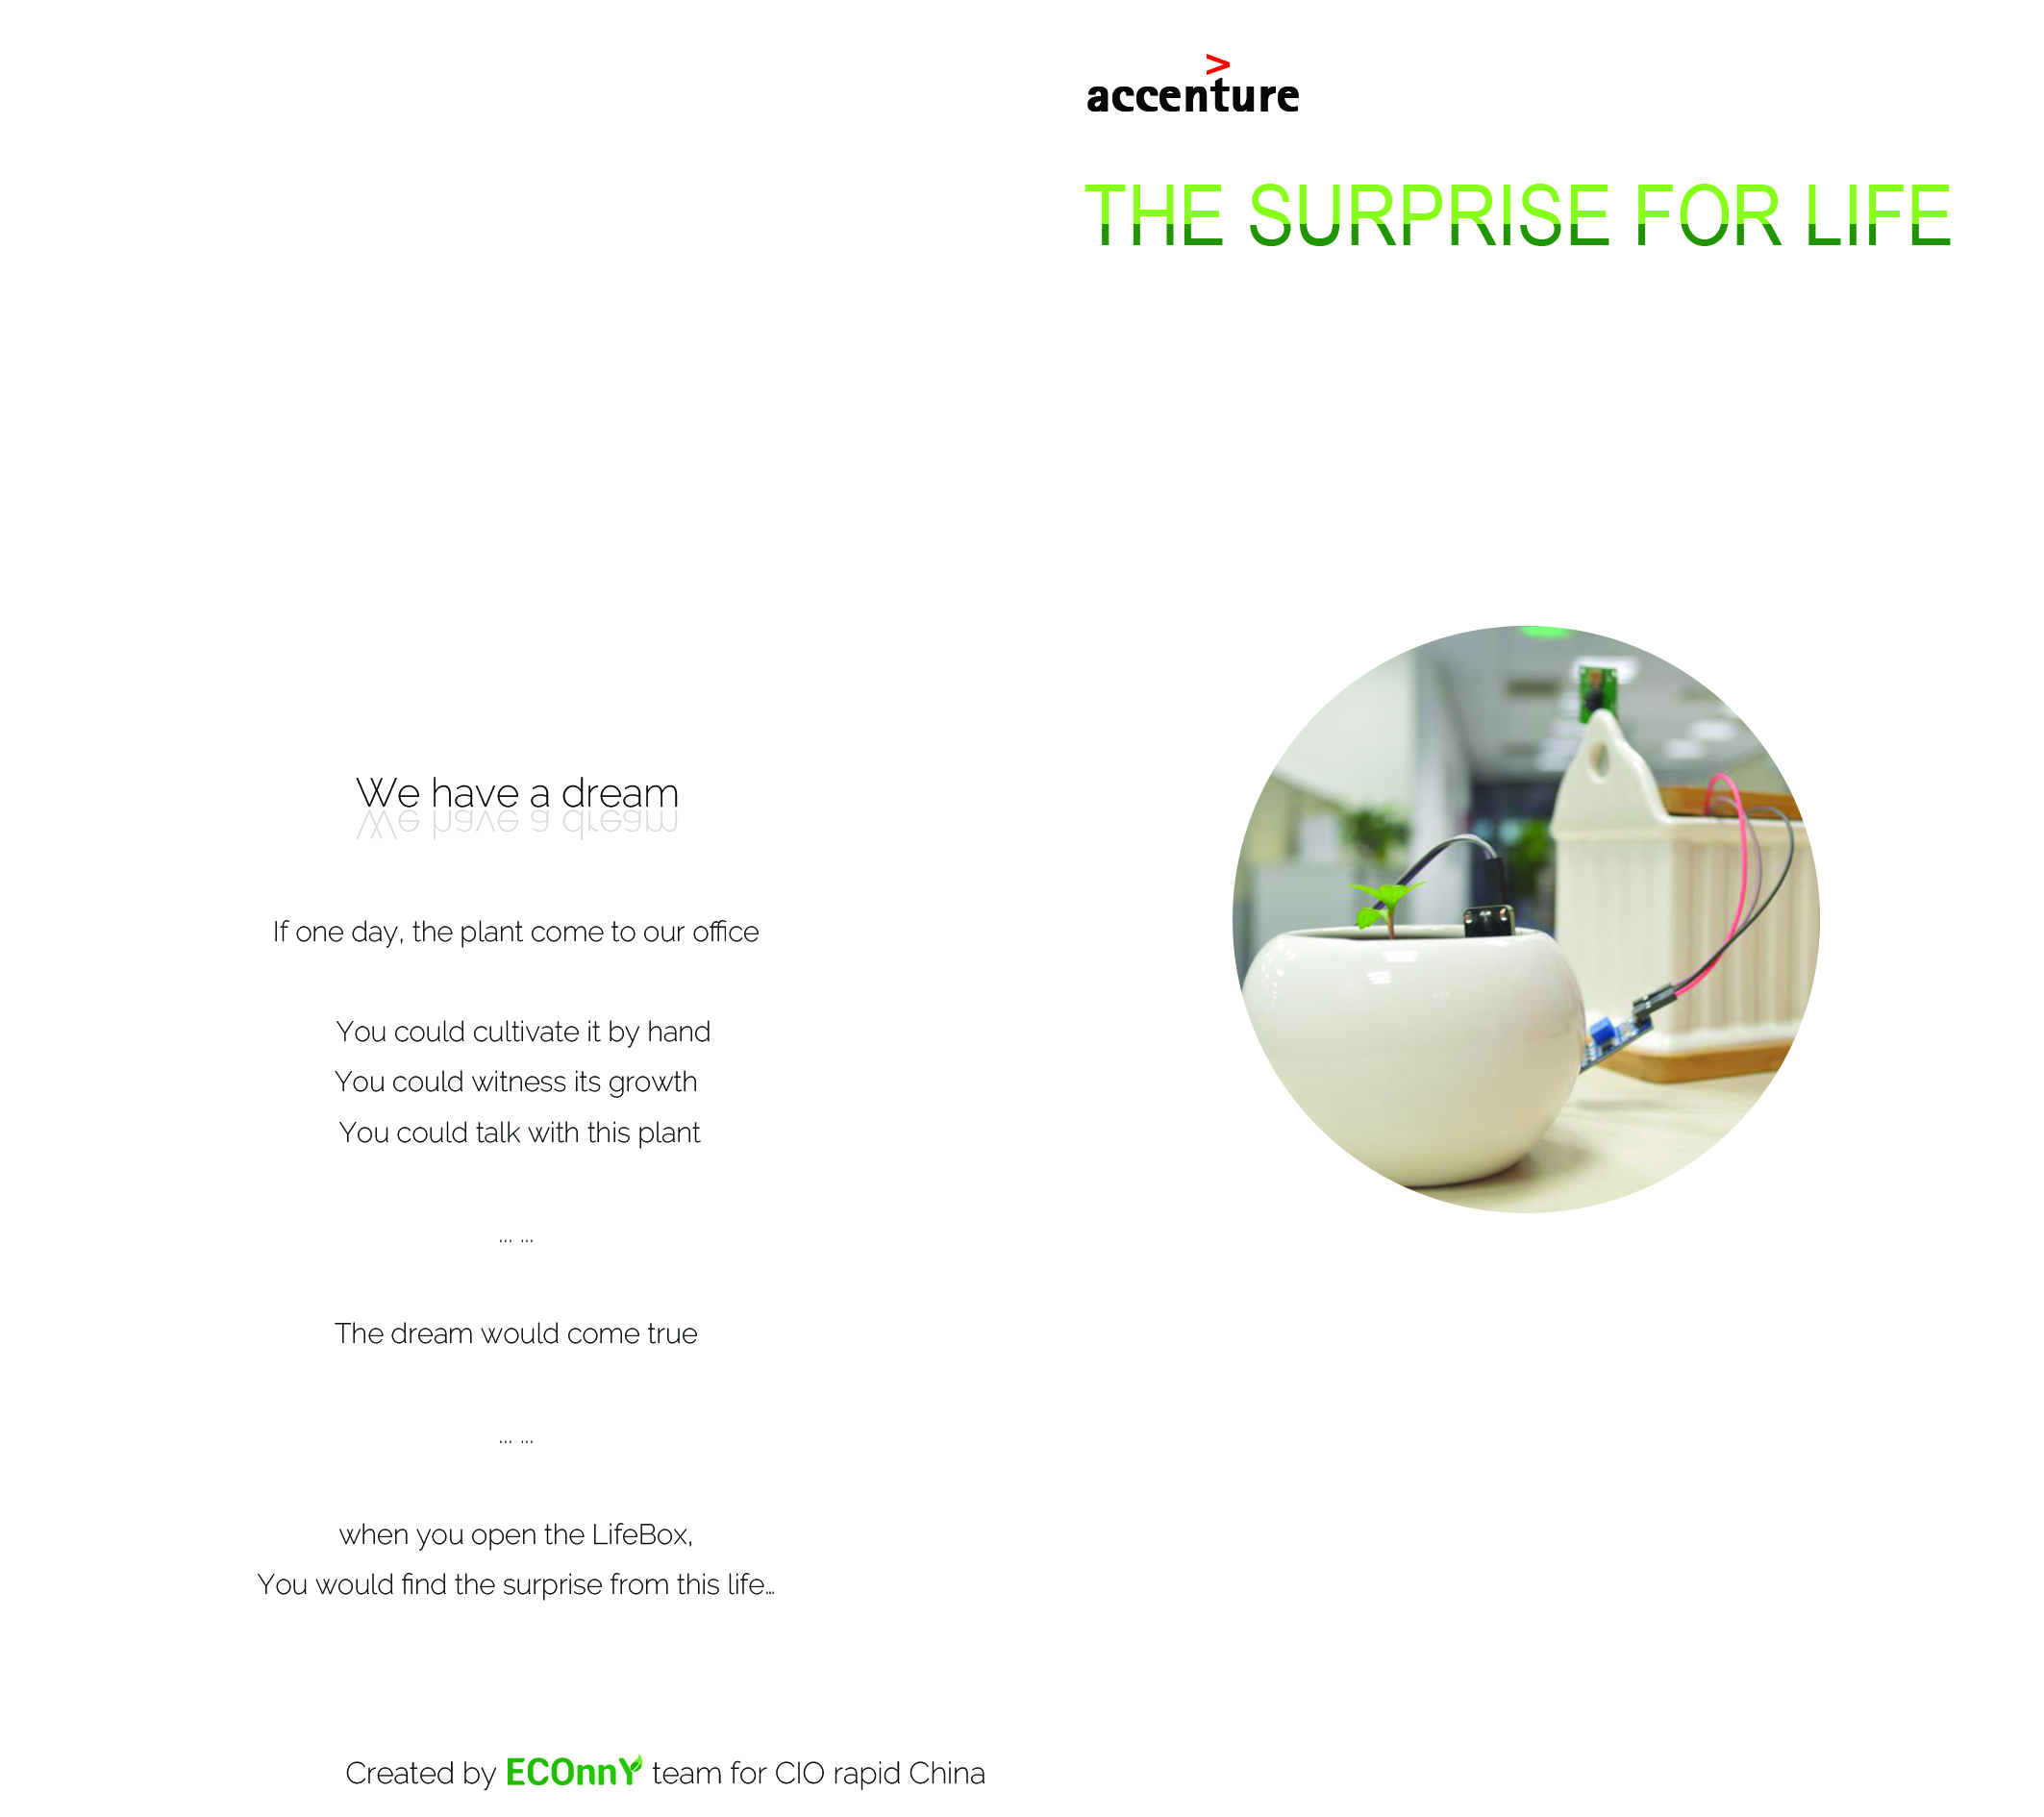 accenture
>
THE SURPRISE FOR LIFE
We have a dream
If one day, the plant come to our office
You could cultivate it by hand
You could witness its growth
You could talk with this plant
... ...
The dream would come true
... ...
when you open the LifeBox,
You would find the surprise from this life...
Created by ECOnnY team for CIO rapid China